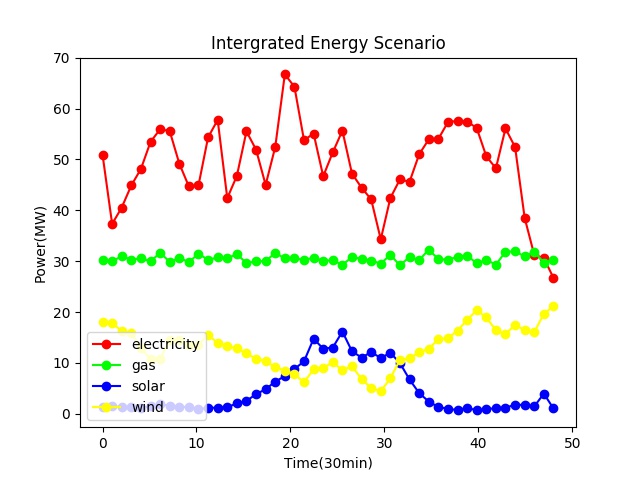 Intergrated Energy Scenario
Power(MW)
70
60
50
40
30
20
10
0
electricity
gas
solar
wind
0 10 20 30 40 50
Time(30min)